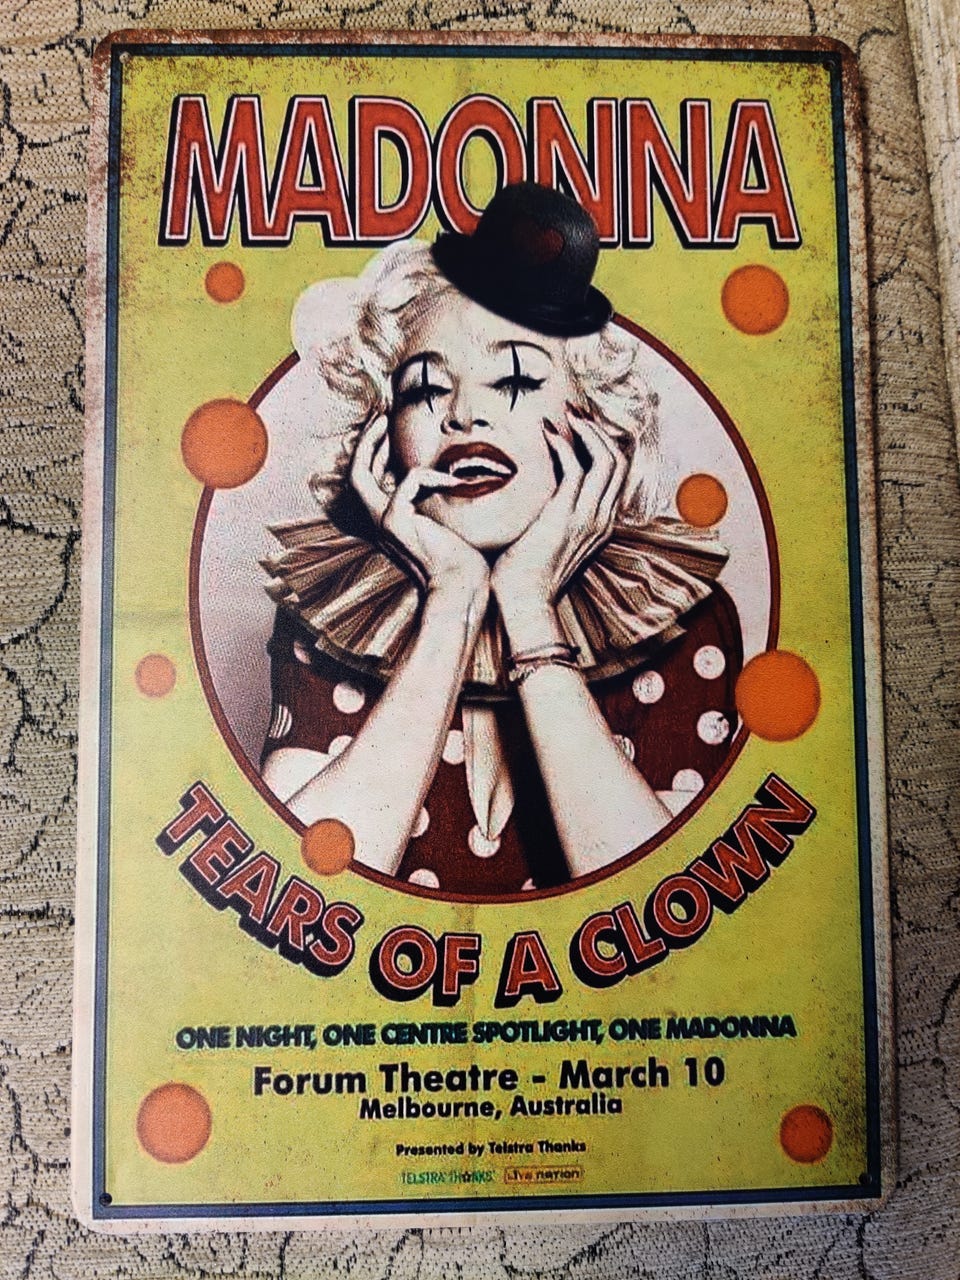 MADONNA
TEARS OF A CLOWN
ONE NIGHT, ONE CENTRE SPOTLIGHT, ONE MADONNA
Forum Theatre - March 10
Melbourne, Australia
Presented by Telstra Thanks
TELSTRA THANKS LIVE NATION